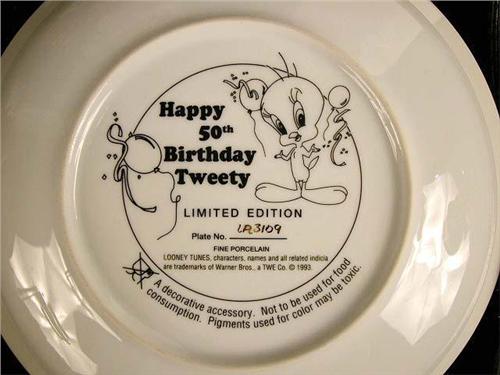 Happy
50th
Birthday
Tweety
LIMITED EDITION
Plate No. LA3109
FINE PORCELAIN
LOONEY TUNES, characters, names and all related indicia
are trademarks of Warner Bros., a TWE Co. © 1993.
A decorative accessory. Not to be used for food
consumption. Pigments used for color may be toxic.